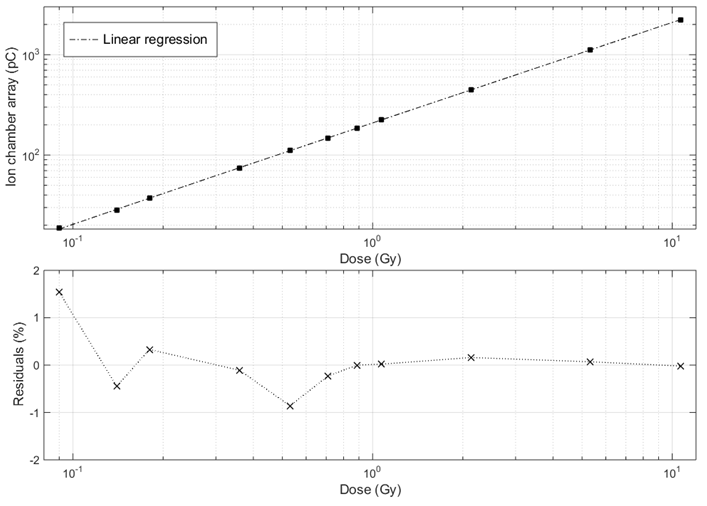 Ion chamber array (pC)
10³
10²
Linear regression
10⁻¹
10⁰
10¹
Dose (Gy)
Residuals (%)
2
1
0
-1
-2
10⁻¹
10⁰
10¹
Dose (Gy)